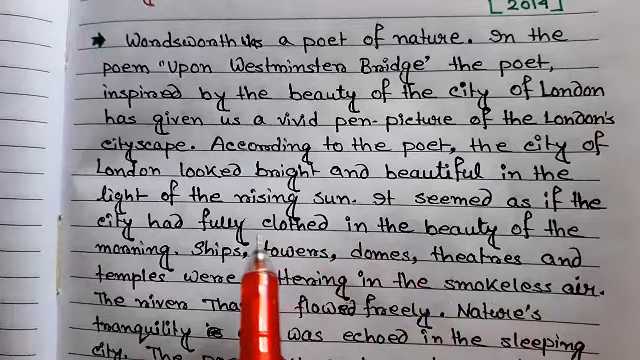 [2014]
→ Wordsworth was a poet of nature. In the
poem "Upon Westminster Bridge' the poet,
inspired by the beauty of the city of London
has given us a vivid pen-picture of the London's
cityscape. According to the poet, the city of
London looked bright and beautiful in the
light of the rising sun. It seemed as if the
city had fully clothed in the beauty of the
morning. Ships, towers, domes, theatres and
temples were in the smokeless air.
The river flowed freely. Nature's
tranquility was echoed in the sleeping
city. The